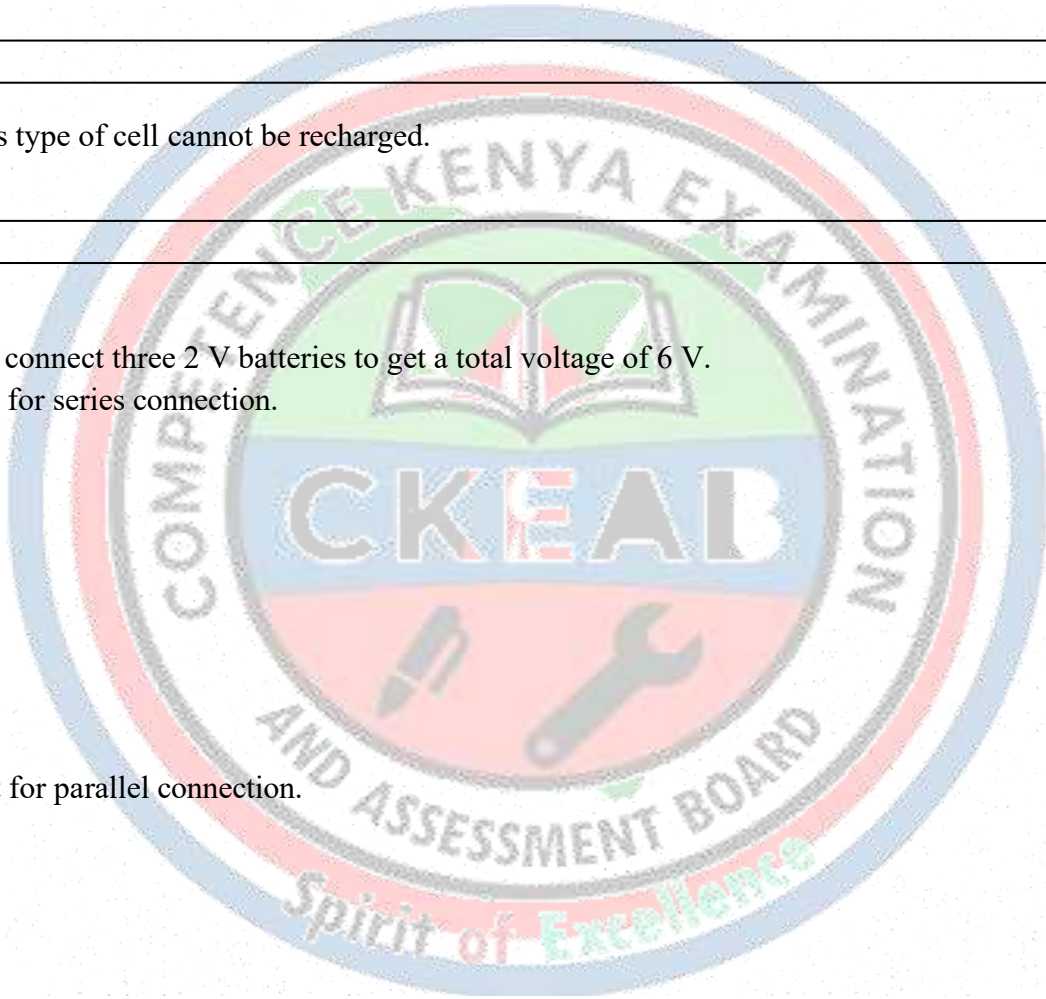 s type of cell cannot be recharged.
COMPETENCE KENYA EXAMINATION
connect three 2 V batteries to get a total voltage of 6 V.
for series connection.
CKEAB
for parallel connection.
AND ASSESSMENT BOARD
Spirit of Excellence